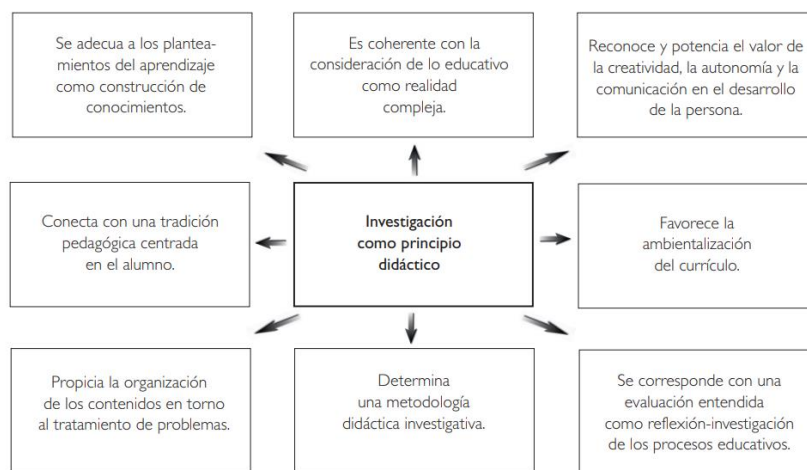 Se adecua a los plantea-
mientos del aprendizaje
como construcción de
conocimientos.
Es coherente con la
consideración de lo educativo
como realidad
compleja.
Reconoce y potencia el valor de
la creatividad, la autonomía y la
comunicación en el desarrollo
de la persona.
Conecta con una tradición
pedagógica centrada
en el alumno.
Investigación
como principio
didáctico
Favorece la
ambientalización
del currículo.
Propicia la organización
de los contenidos en torno
al tratamiento de problemas.
Determina
una metodología
didáctica investigativa.
Se corresponde con una
evaluación entendida
como reflexión-investigación
de los procesos educativos.